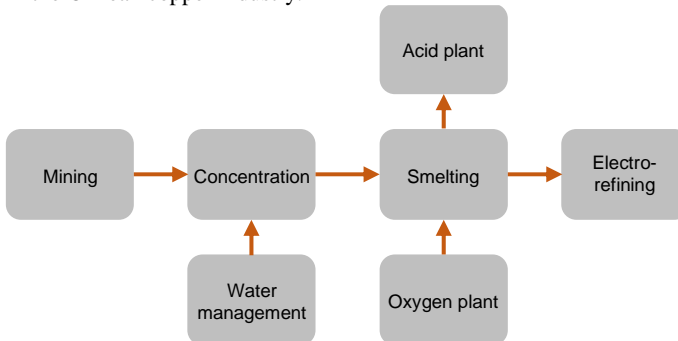 Acid plant
Mining
Concentration
Smelting
Electro-
refining
Water
management
Oxygen plant